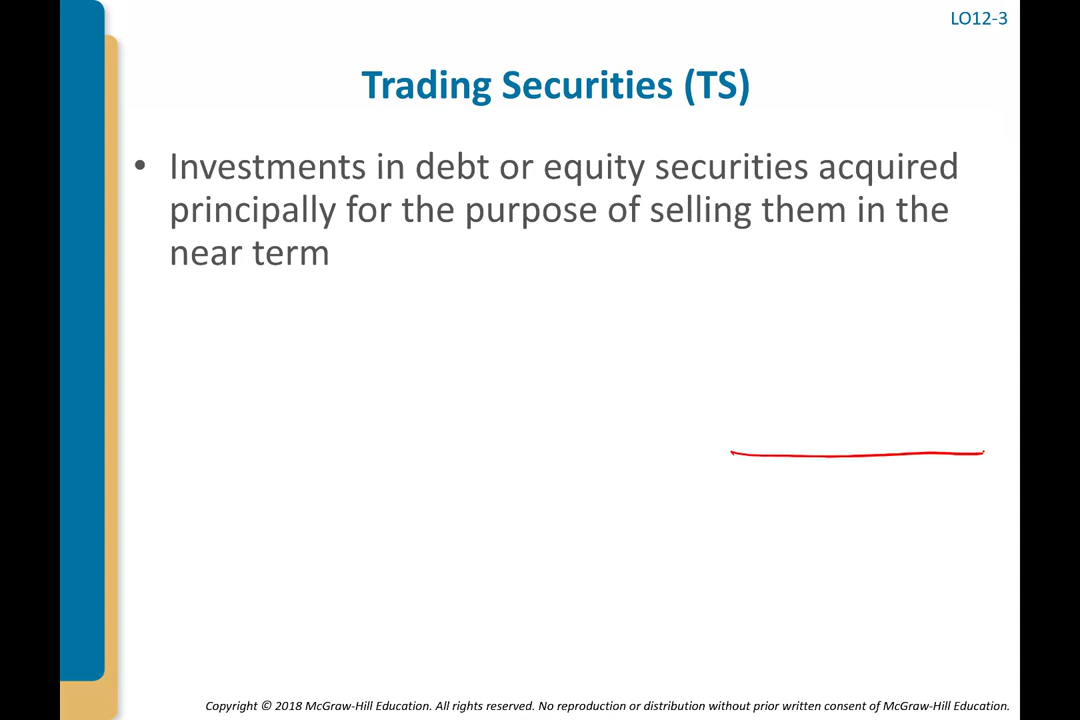 LO12-3
Trading Securities (TS)
• Investments in debt or equity securities acquired
principally for the purpose of selling them in the
near term
Copyright © 2018 McGraw-Hill Education. All rights reserved. No reproduction or distribution without prior written consent of McGraw-Hill Education.